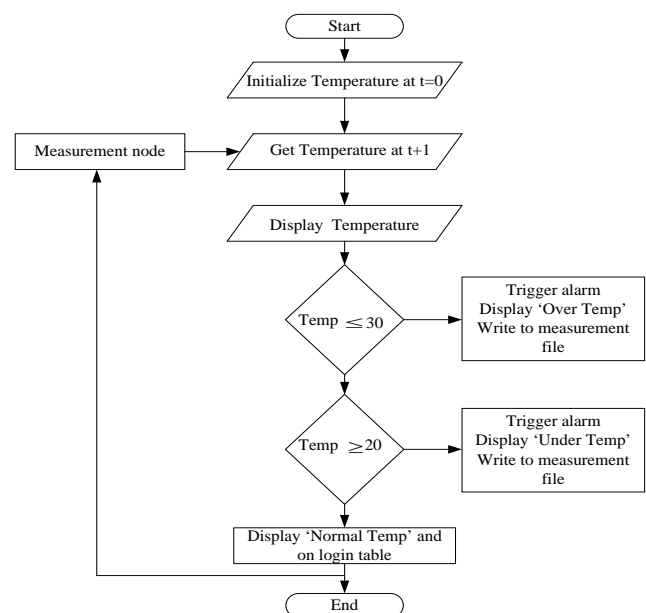 Start
Initialize Temperature at t=0
Measurement node
Get Temperature at t+1
Display Temperature
Temp ≤30
Trigger alarm
Display ‘Over Temp’
Write to measurement
file
Temp ≥20
Trigger alarm
Display ‘Under Temp’
Write to measurement
file
Display ‘Normal Temp’ and
on login table
End